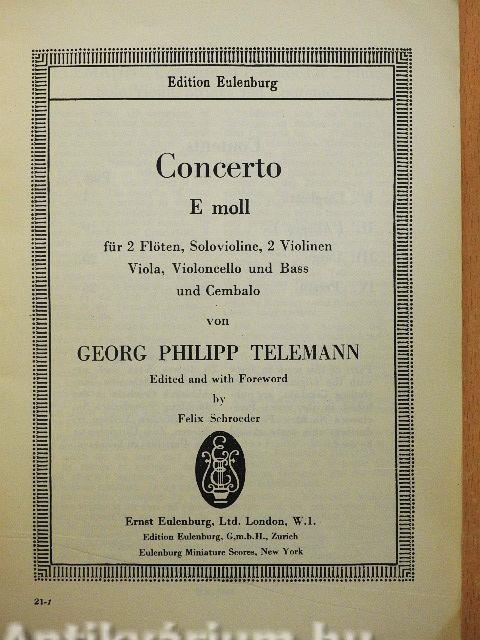 Edition Eulenburg
Concerto
E moll
für 2 Flöten, Solovioline, 2 Violinen
Viola, Violoncello und Bass
und Cembalo
von
GEORG PHILIPP TELEMANN
Edited and with Foreword
by
Felix Schroeder
Ernst Eulenburg, Ltd. London, W.1.
Edition Eulenburg, G.m.b.H., Zurich
Eulenburg Miniature Scores, New York
21-1
Antikvárium.hu